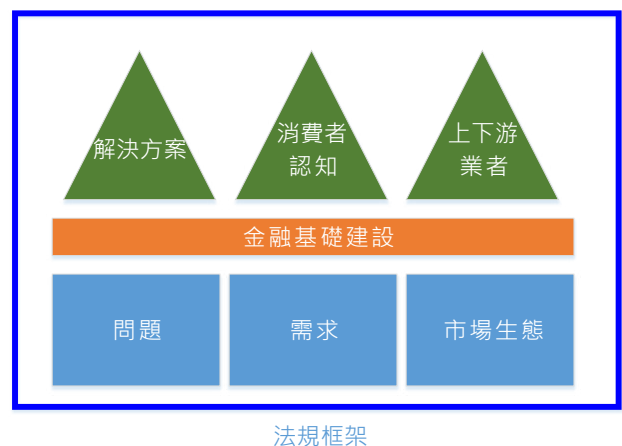 解決方案
消費者
認知
上下游
業者
金融基礎建設
問題
需求
市場生態
法規框架